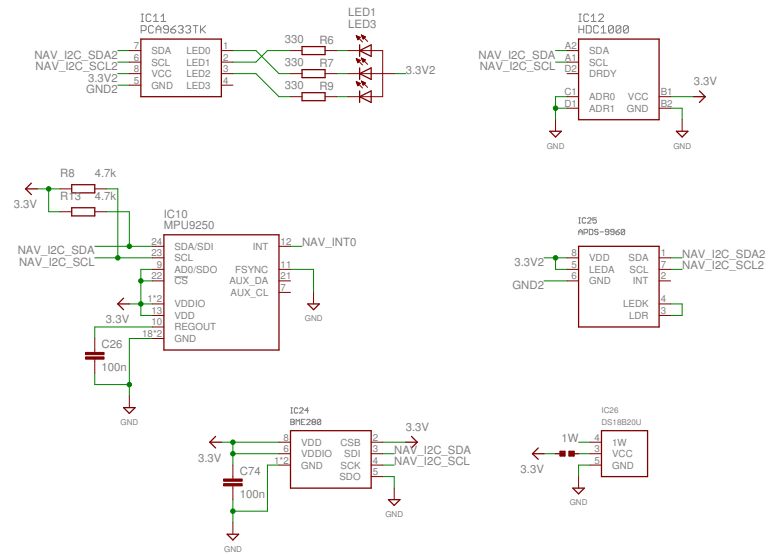 IC11
PCA9633TK
NAV_I2C_SDA2 7 SDA LED0 1
NAV_I2C_SCL2 6 SCL LED1 2
3.3V2 8 VCC LED2 3
GND2 5 GND LED3 4
330 R6
330 R7
330 R9
LED1
LED3
3.3V2
IC12
HDC1000
NAV_I2C_SDA A2 SDA
NAV_I2C_SCL A1 SCL
D2 DRDY
C1 ADR0 VCC B1 3.3V
D1 ADR1 GND B2
GND GND
R8 4.7k
R13 4.7k
3.3V
IC10
MPU9250
NAV_I2C_SDA 24 SDA/SDI INT 12 NAV_INT0
NAV_I2C_SCL 23 SCL
9 AD0/SDO FSYNC 11
22 CS AUX_DA 21
AUX_CL 7
1*2 VDDIO
3.3V 13 VDD
10 REGOUT
18*2 GND
GND
C26
100n
GND
IC25
APDS-9960
3.3V2 8 VDD SDA 1 NAV_I2C_SDA2
5 LEDA SCL 7 NAV_I2C_SCL2
GND2 6 GND INT 2
LEDK 4
LDR 3
IC24
BME280
3.3V 8 VDD CSB 2 3.3V
6 VDDIO SDI 3 NAV_I2C_SDA
1*2 GND SCK 4 NAV_I2C_SCL
SDO 5
C74
100n
GND
GND
IC26
DS18B20U
1W 4 1W
3.3V 3 VCC
5 GND
GND